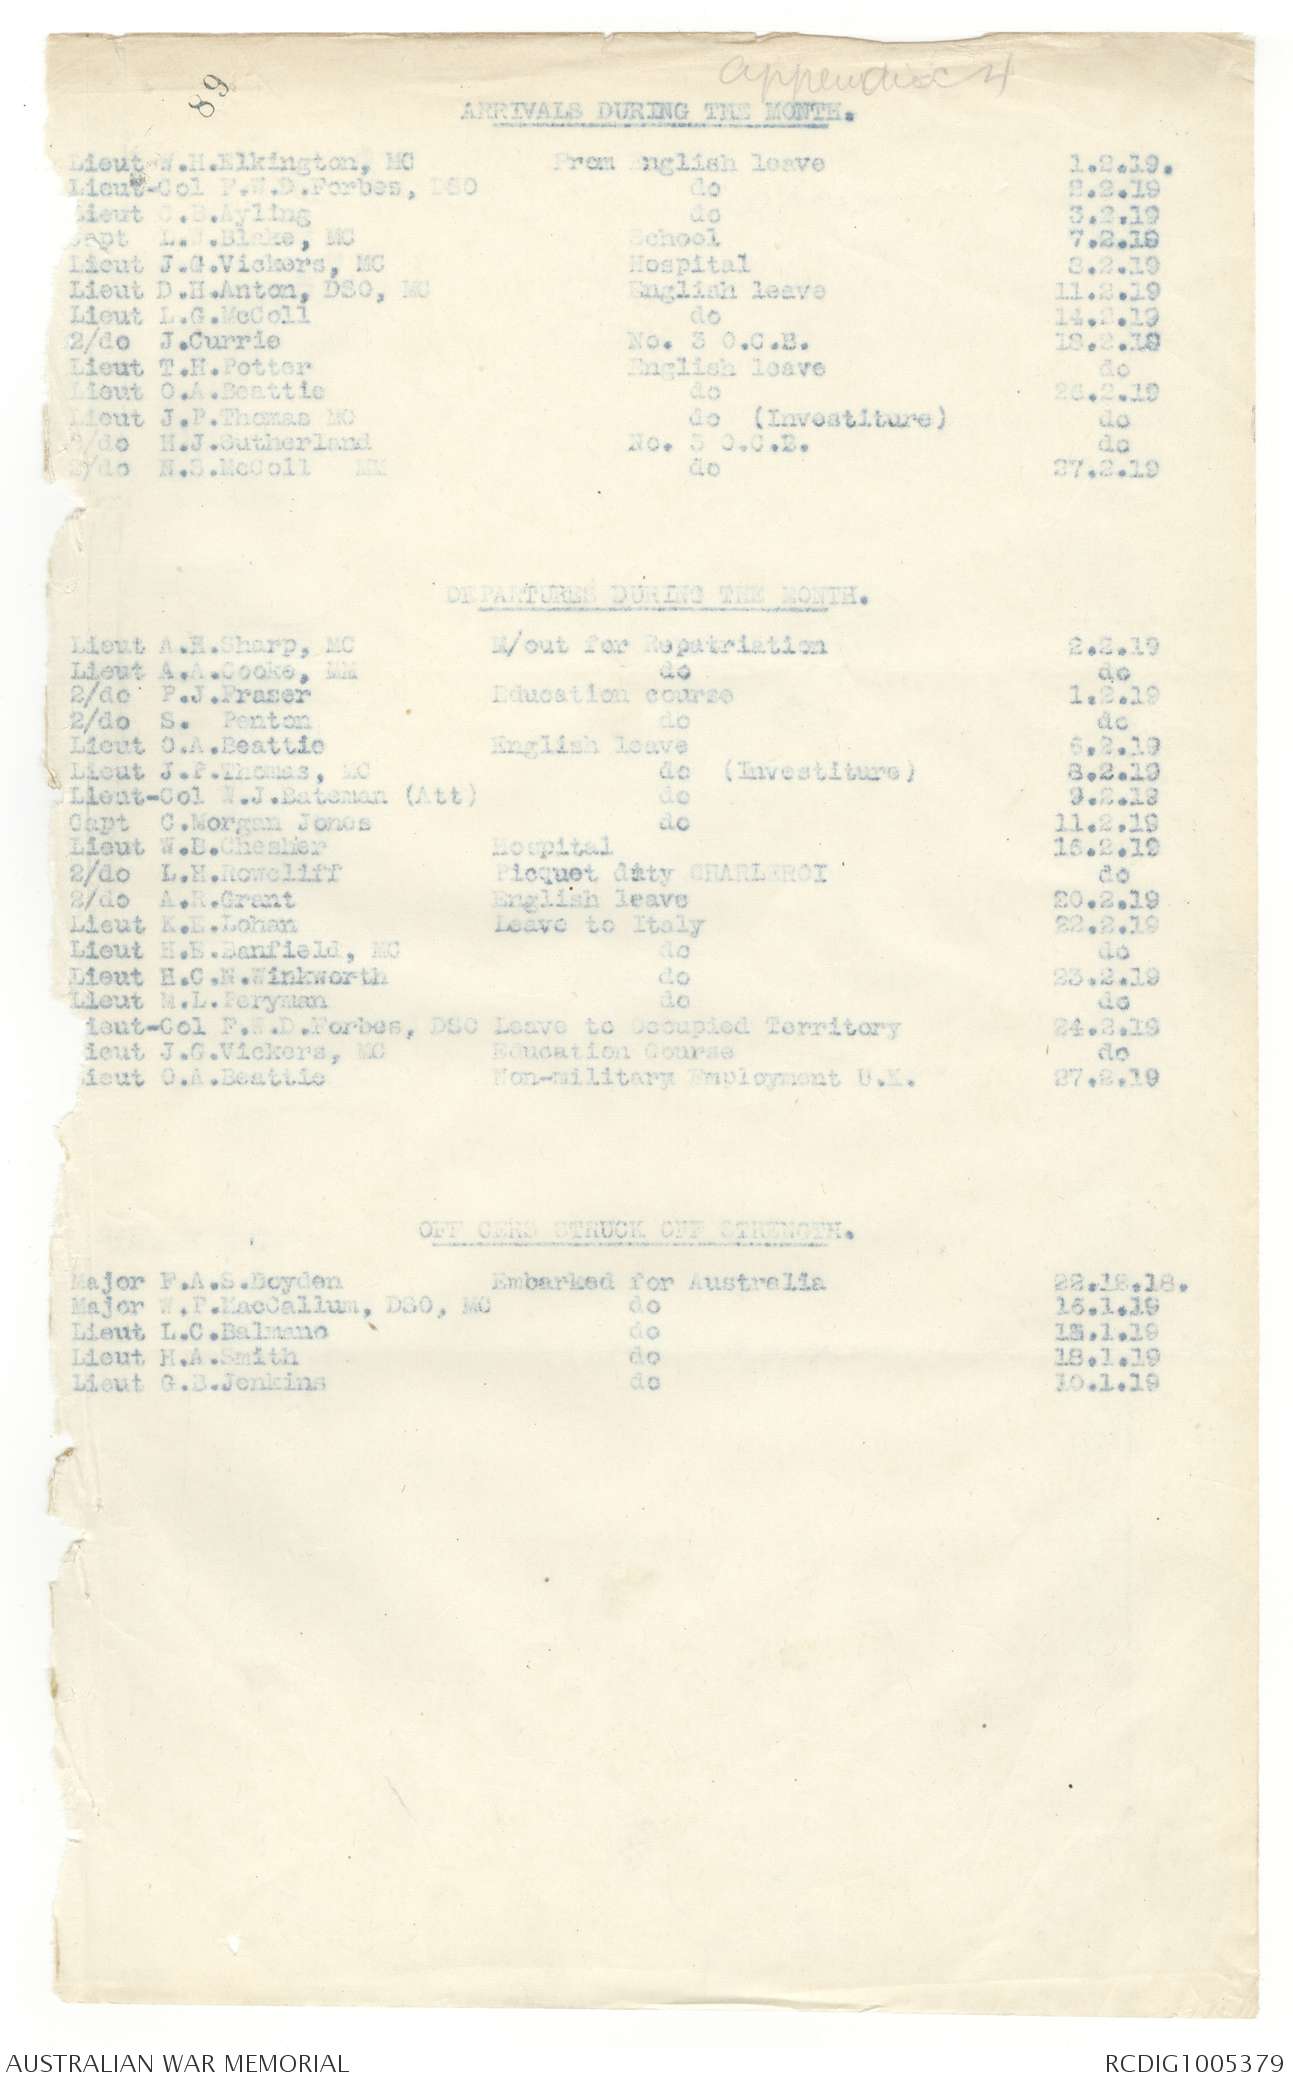 Appendix 4
89
ARRIVALS DURING THE MONTH.
Lieut W.H.Elkington, MC From English leave 1.2.19.
Lieut-Col F.W.D.Forbes, DSO do 2.2.19
Lieut C.B.Ayling do 3.2.19
Capt L.W.Blake, MC School 7.2.19
Lieut J.G.Vickers, MC Hospital 8.2.19
Lieut D.H.Anton, DSO, MC English leave 11.2.19
Lieut L.G.McColl do 14.2.19
2/do J.Currie No. 3 O.C.B. 18.2.19
Lieut T.H.Potter English leave do
Lieut O.A.Beattie do 26.2.19
Lieut J.P.Thomas MC do (Investiture) do
2/do H.J.Sutherland No. 3 O.C.B. do
2/do N.S.McColl MM do 27.2.19
DEPARTURES DURING THE MONTH.
Lieut A.H.Sharp, MC M/out for Repatriation 2.2.19
Lieut A.A.Cooke, MM do do
2/do P.J.Fraser Education course 1.2.19
2/do S. Penton do do
Lieut O.A.Beattie English leave 6.2.19
Lieut J.P.Thomas, MC do (Investiture) 8.2.19
Lieut-Col W.J.Bateman (Att) do 9.2.19
Capt C.Morgan Jones do 11.2.19
Lieut W.B.Chesher Hospital 16.2.19
2/do L.H.Rowcliff Picquet duty CHARLEROI do
2/do A.R.Grant English leave 20.2.19
Lieut K.E.Lohan Leave to Italy 22.2.19
Lieut H.E.Banfield, MC do do
Lieut H.C.N.Winkworth do 23.2.19
Lieut M.L.Peryman do do
Lieut-Col F.W.D.Forbes, DSO Leave to Occupied Territory 24.2.19
Lieut J.G.Vickers, MC Education Course do
Lieut O.A.Beattie Non-military Employment U.K. 27.2.19
OFF CERS STRUCK OFF STRENGTH.
Major F.A.S.Boyden Embarked for Australia 22.12.18.
Major W.P.MacCallum, DSO, MC do 16.1.19
Lieut L.C.Balmano do 1.19
Lieut H.A.Smith do 18.1.19
Lieut G.B.Jenkins do 10.1.19
AUSTRALIAN WAR MEMORIAL RCDIG1005379